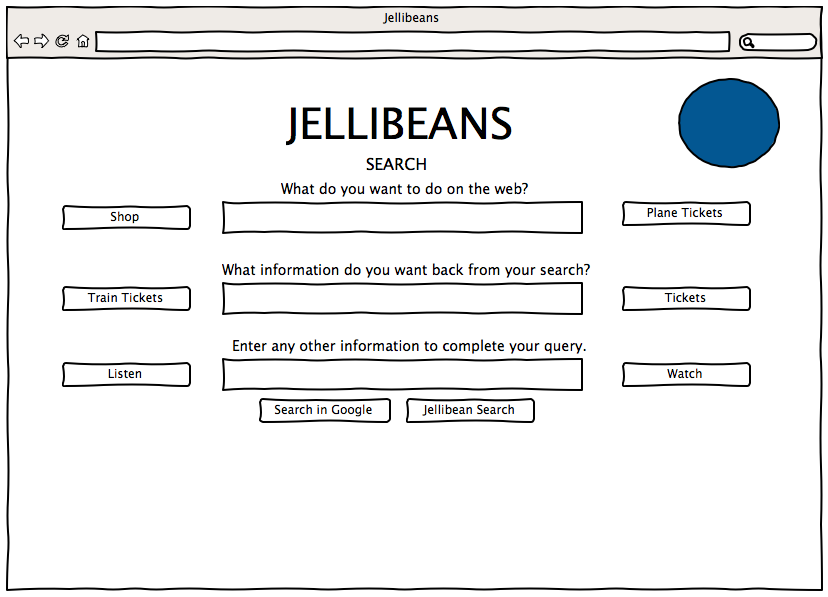 Jellibeans
JELLIBEANS
SEARCH
What do you want to do on the web?
Shop
Plane Tickets
What information do you want back from your search?
Train Tickets
Tickets
Enter any other information to complete your query.
Listen
Watch
Search in Google
Jellibean Search